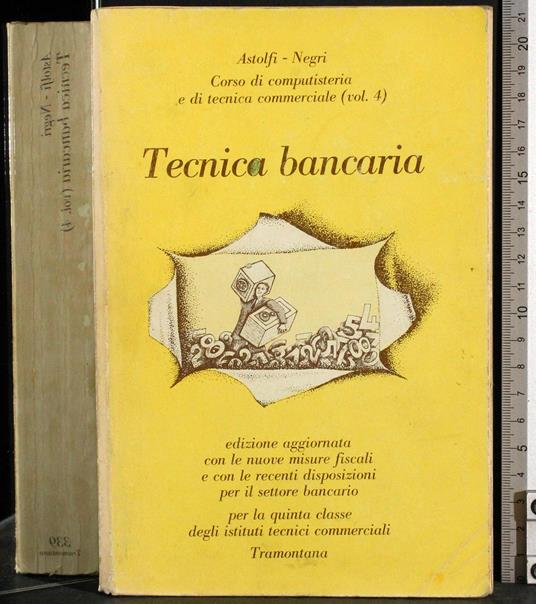 Astolfi - Negri
Corso di computisteria
e di tecnica commerciale (vol. 4)
Tecnica bancaria
edizione aggiornata
con le nuove misure fiscali
e con le recenti disposizioni
per il settore bancario
per la quinta classe
degli istituti tecnici commerciali
Tramontana
Astolfi - Negri
Tecnica bancaria (vol. 4)
339
Tramontana